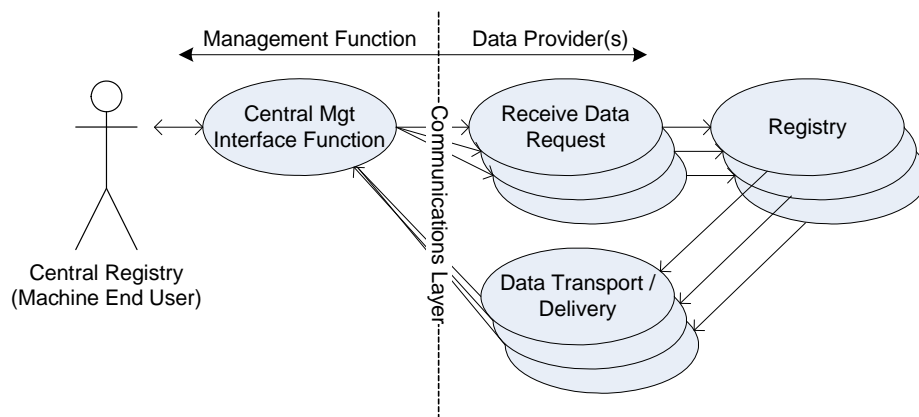 Management Function
Data Provider(s)
Central Mgt
Interface Function
Communications Layer
Receive Data
Request
Registry
Central Registry
(Machine End User)
Data Transport /
Delivery